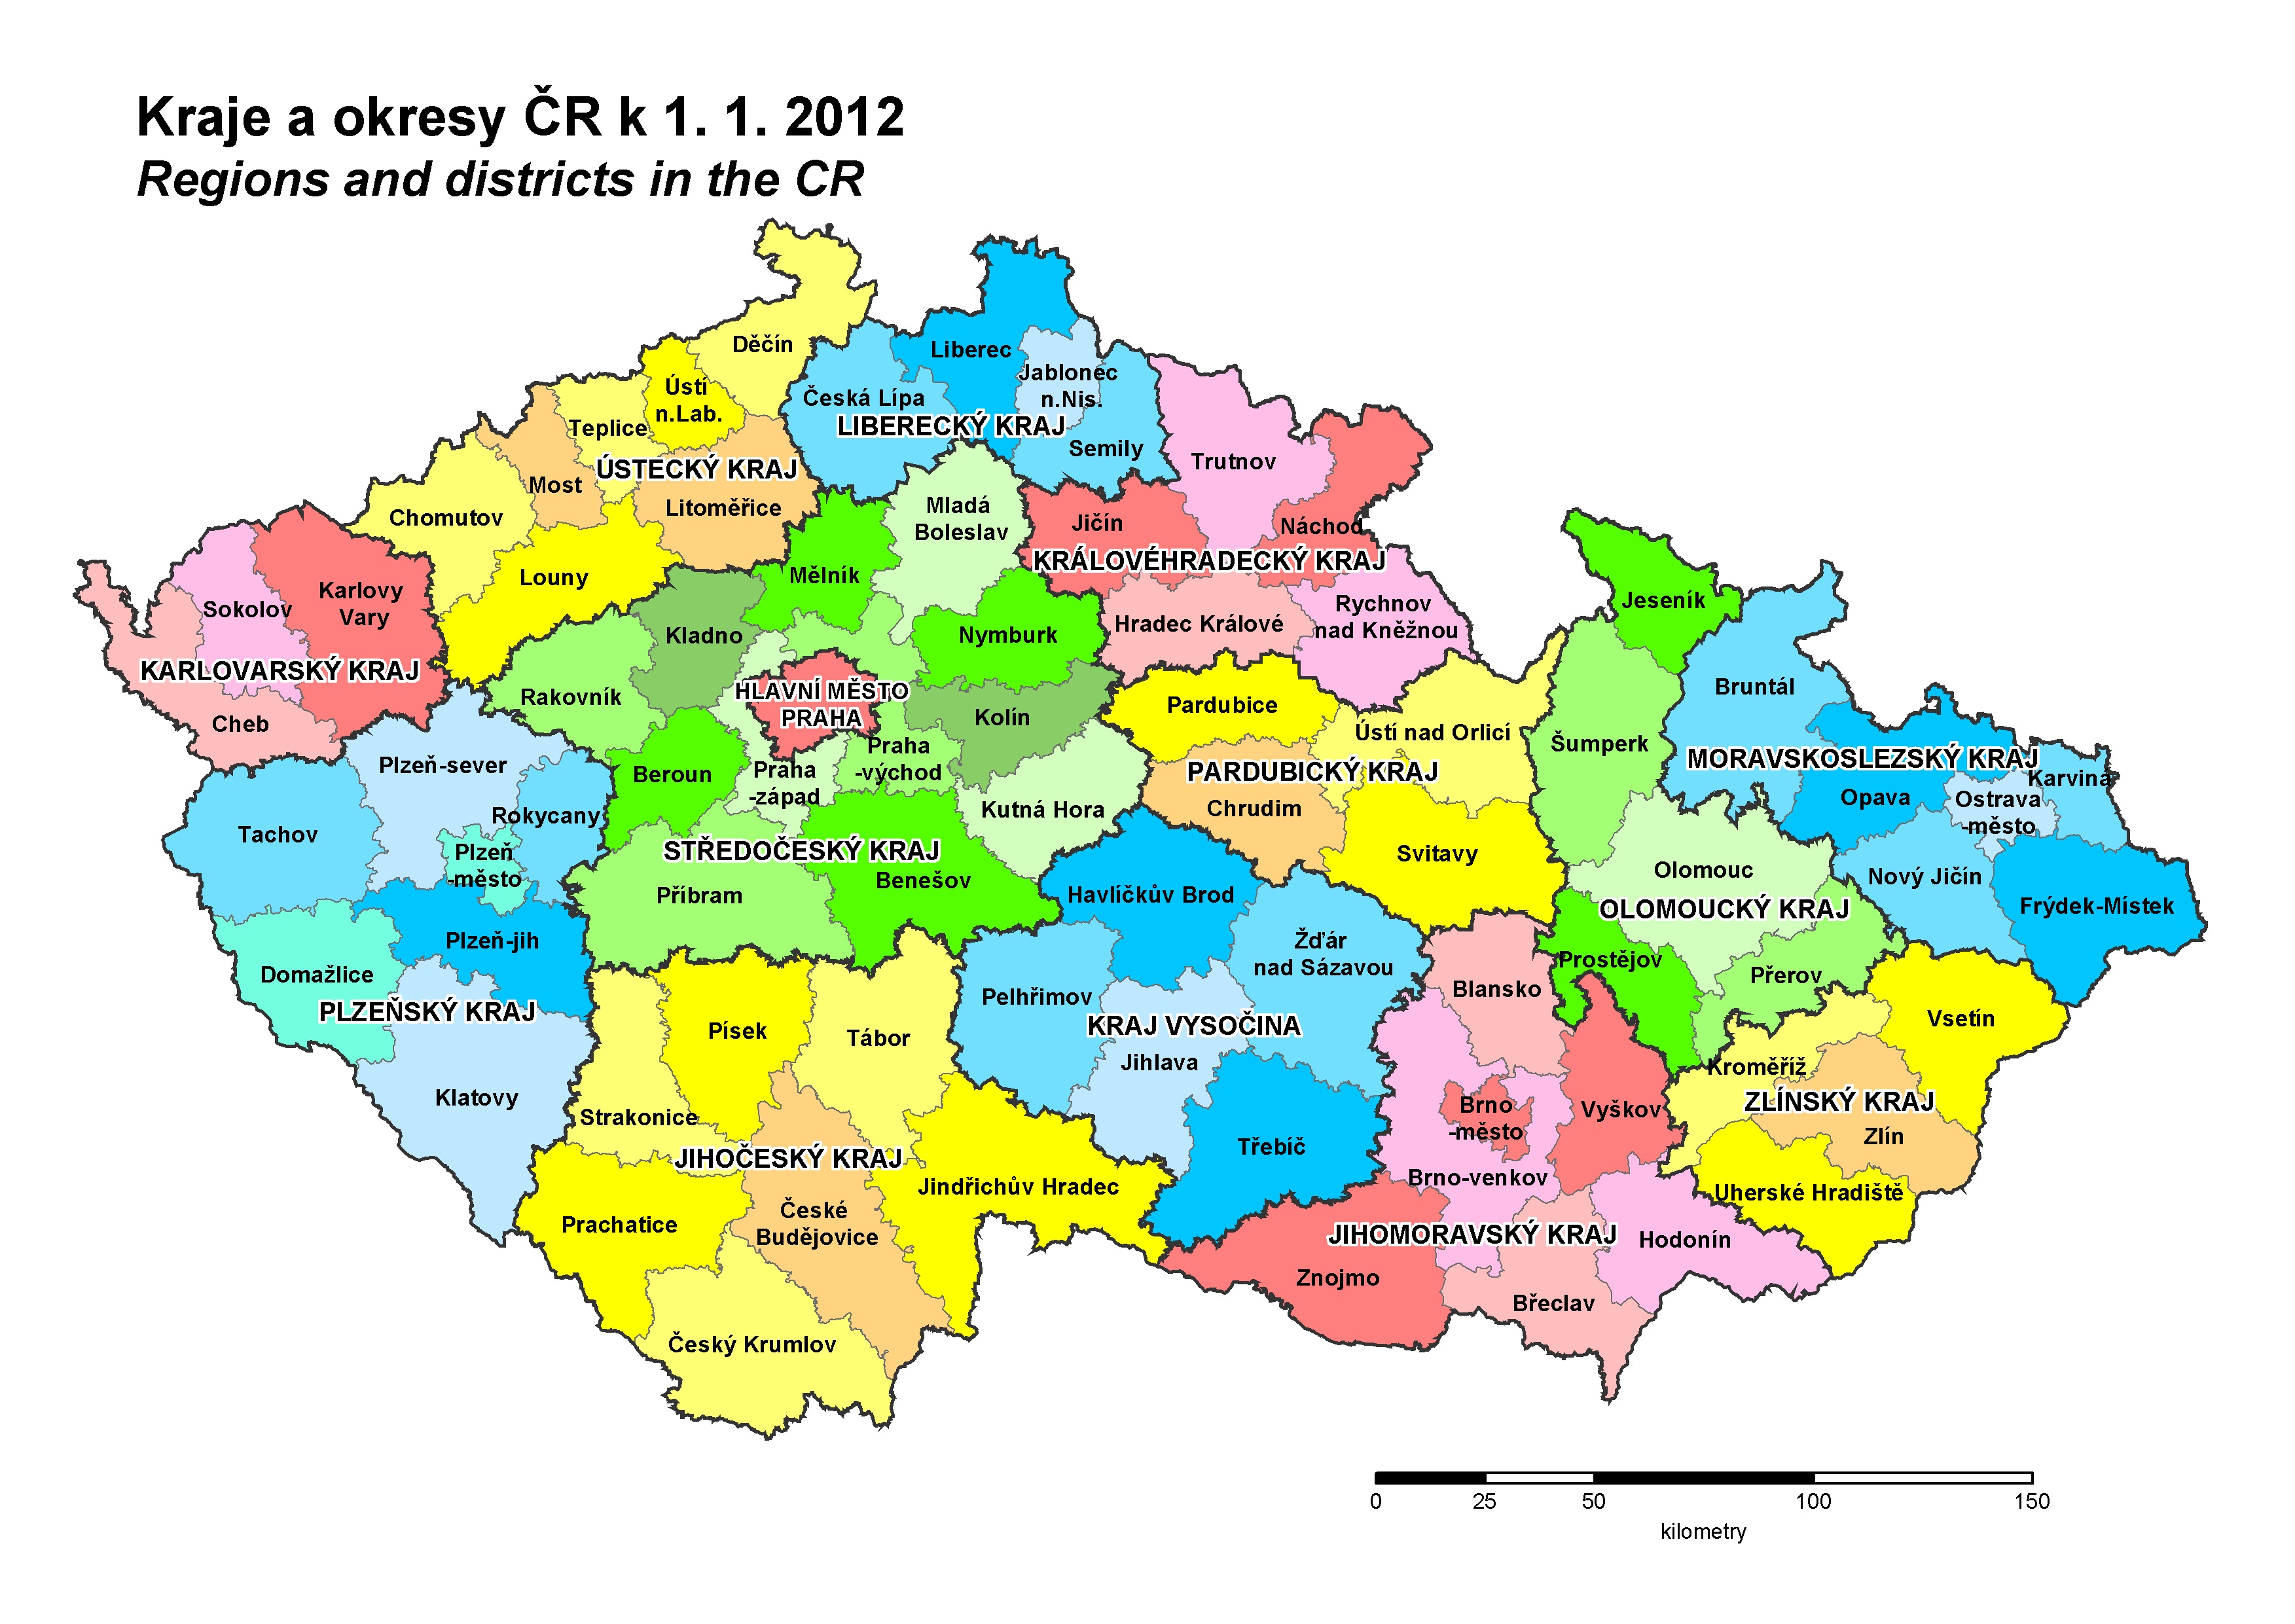 Kraje a okresy ČR k 1. 1. 2012
Regions and districts in the CR
Děčín
Liberec
Ústí
n.Lab.
Jablonec
n.Nis.
Česká Lípa
LIBERECKÝ KRAJ
Teplice
Semily
Trutnov
ÚSTECKÝ KRAJ
Most
Litoměřice
Mladá
Boleslav
Chomutov
Jičín
Náchod
KRÁLOVÉHRADECKÝ KRAJ
Louny
Mělník
Karlovy
Vary
Sokolov
Jeseník
Rychnov
nad Kněžnou
Hradec Králové
Kladno
Nymburk
KARLOVARSKÝ KRAJ
Rakovník
HLAVNÍ MĚSTO
PRAHA
Bruntál
Cheb
Kolín
Pardubice
Ústí nad Orlicí
Šumperk
Praha
-východ
MORAVSKOSLEZSKÝ KRAJ
Plzeň-sever
Beroun
Praha
-západ
PARDUBICKÝ KRAJ
Karviná
Opava
Ostrava
-město
Rokycany
Kutná Hora
Chrudim
Tachov
Plzeň
-město
STŘEDOČESKÝ KRAJ
Svitavy
Olomouc
Nový Jičín
Benešov
Příbram
Havlíčkův Brod
OLOMOUCKÝ KRAJ
Frýdek-Místek
Plzeň-jih
Žďár
nad Sázavou
Prostějov
Domažlice
Přerov
Pelhřimov
Blansko
PLZEŇSKÝ KRAJ
Písek
Tábor
KRAJ VYSOČINA
Vsetín
Jihlava
Kroměříž
Klatovy
Strakonice
Brno
-město
Vyškov
ZLÍNSKÝ KRAJ
Zlín
Třebíč
JIHOČESKÝ KRAJ
Jindřichův Hradec
Brno-venkov
Uherské Hradiště
Prachatice
České
Budějovice
JIHOMORAVSKÝ KRAJ
Hodonín
Znojmo
Břeclav
Český Krumlov
0 25 50 100 150
kilometry